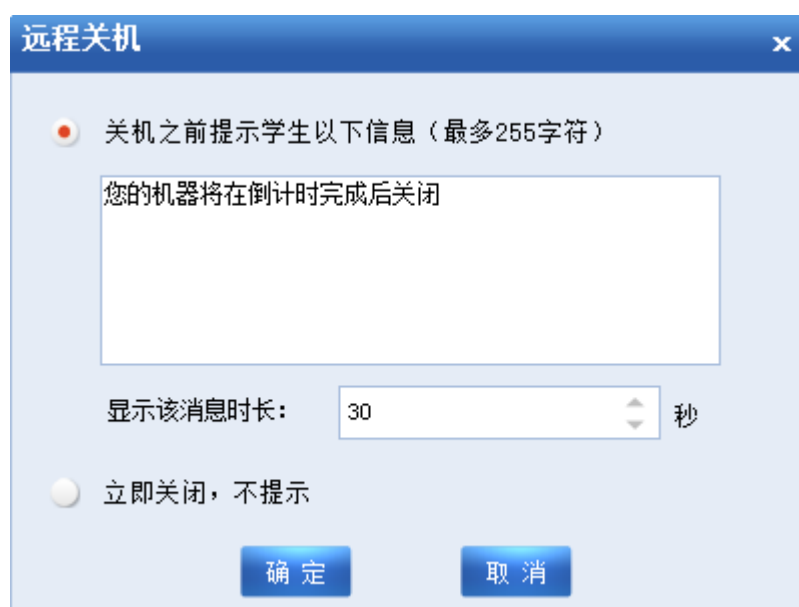 远程关机
关机之前提示学生以下信息（最多255字符）
您的机器将在倒计时完成后关闭
显示该消息时长： 30 秒
立即关闭，不提示
确 定 取 消